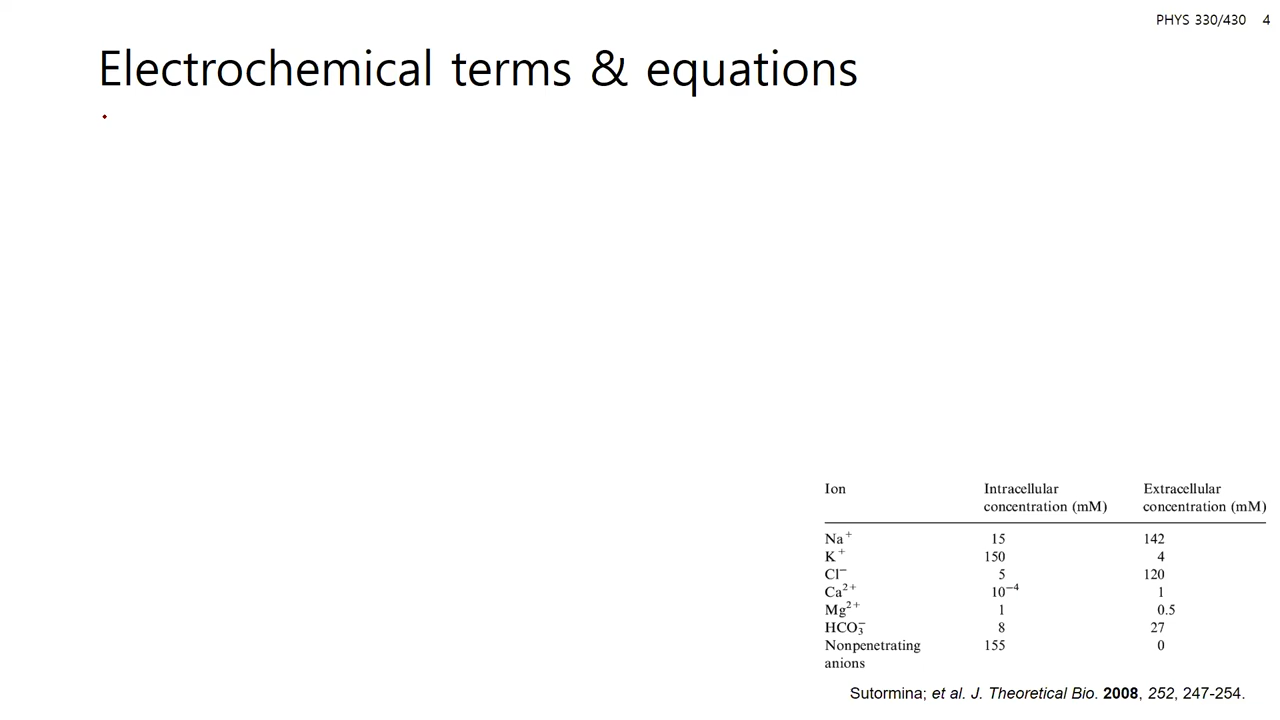 PHYS 330/430 4
Electrochemical terms & equations
Ion Intracellular concentration (mM) Extracellular concentration (mM)
Na⁺ 15 142
K⁺ 150 4
Cl⁻ 5 120
Ca²⁺ 10⁻⁴ 1
Mg²⁺ 1 0.5
HCO₃⁻ 8 27
Nonpenetrating anions 155 0
Sutormina; et al. J. Theoretical Bio. 2008, 252, 247-254.